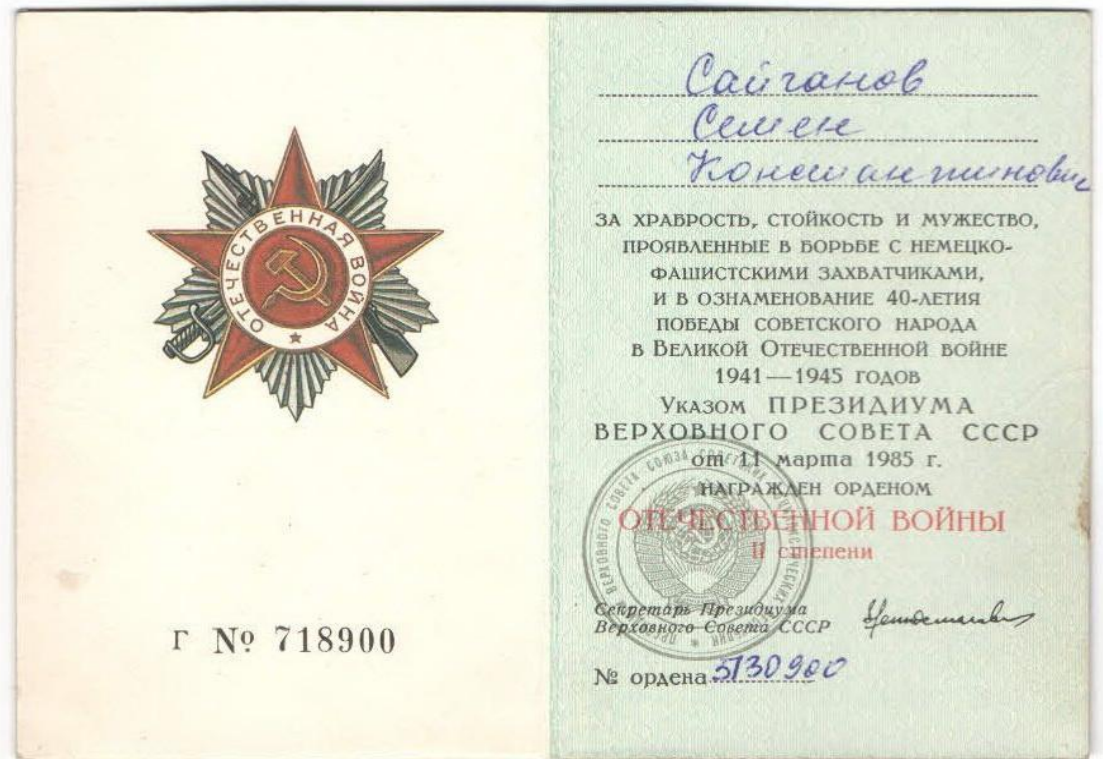 ОТЕЧЕСТВЕННАЯ ВОЙНА
Г № 718900
Сайганов
Семен
Константинович
ЗА ХРАБРОСТЬ, СТОЙКОСТЬ И МУЖЕСТВО,
ПРОЯВЛЕННЫЕ В БОРЬБЕ С НЕМЕЦКО-
ФАШИСТСКИМИ ЗАХВАТЧИКАМИ,
И В ОЗНАМЕНОВАНИЕ 40-ЛЕТИЯ
ПОБЕДЫ СОВЕТСКОГО НАРОДА
В ВЕЛИКОЙ ОТЕЧЕСТВЕННОЙ ВОЙНЕ
1941—1945 ГОДОВ
УКАЗОМ ПРЕЗИДИУМА
ВЕРХОВНОГО СОВЕТА СССР
от 11 марта 1985 г.
НАГРАЖДЕН ОРДЕНОМ
ОТЕЧЕСТВЕННОЙ ВОЙНЫ
II степени
Секретарь Президиума
Верховного Совета СССР
№ ордена 5130900